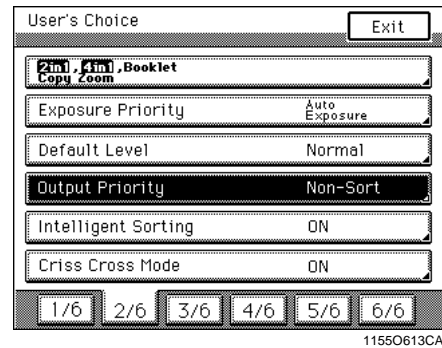 User's Choice
Exit
2in1, 4in1, Booklet
Copy Zoom
Exposure Priority Auto
Exposure
Default Level Normal
Output Priority Non-Sort
Intelligent Sorting ON
Criss Cross Mode ON
1/6 2/6 3/6 4/6 5/6 6/6
1155O613CA